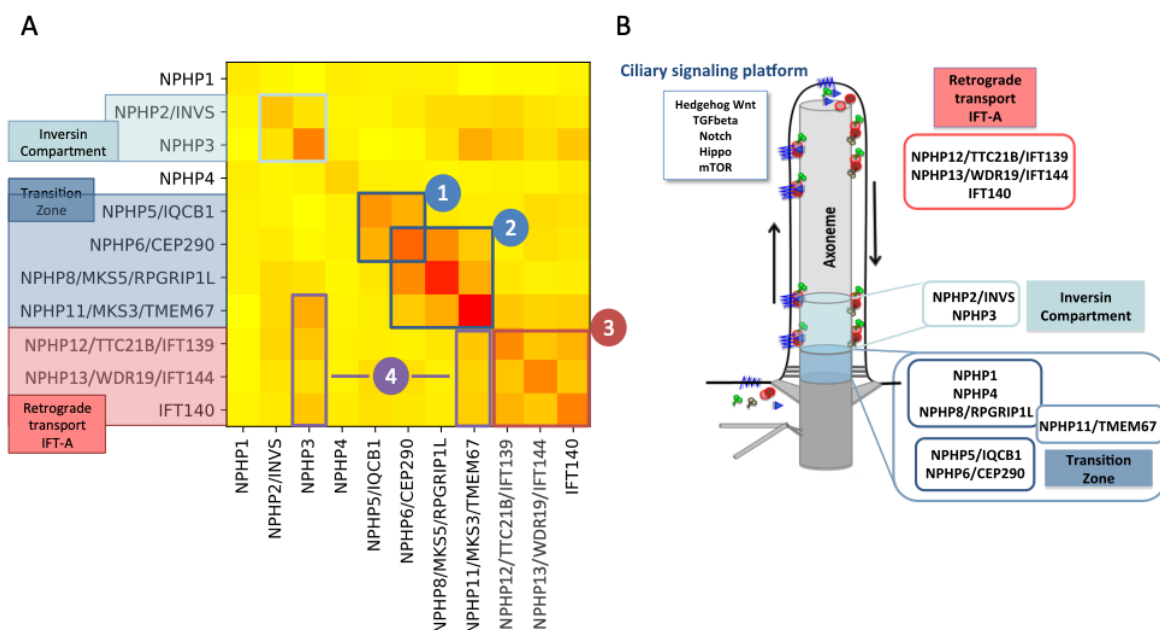 A
NPHP1
NPHP2/INVS
NPHP3
NPHP4
NPHP5/IQCB1
NPHP6/CEP290
NPHP8/MKS5/RPGRIP1L
NPHP11/MKS3/TMEM67
NPHP12/TTC21B/IFT139
NPHP13/WDR19/IFT144
IFT140
Inversin
Compartment
Transition
Zone
Retrograde
transport
IFT-A
1
2
3
4
NPHP1
NPHP2/INVS
NPHP3
NPHP4
NPHP5/IQCB1
NPHP6/CEP290
NPHP8/MKS5/RPGRIP1L
NPHP11/MKS3/TMEM67
NPHP12/TTC21B/IFT139
NPHP13/WDR19/IFT144
IFT140
B
Ciliary signaling platform
Hedgehog Wnt
TGFbeta
Notch
Hippo
mTOR
Axoneme
Retrograde
transport
IFT-A
NPHP12/TTC21B/IFT139
NPHP13/WDR19/IFT144
IFT140
NPHP2/INVS
NPHP3
Inversin
Compartment
NPHP1
NPHP4
NPHP8/RPGRIP1L
NPHP11/TMEM67
NPHP5/IQCB1
NPHP6/CEP290
Transition
Zone